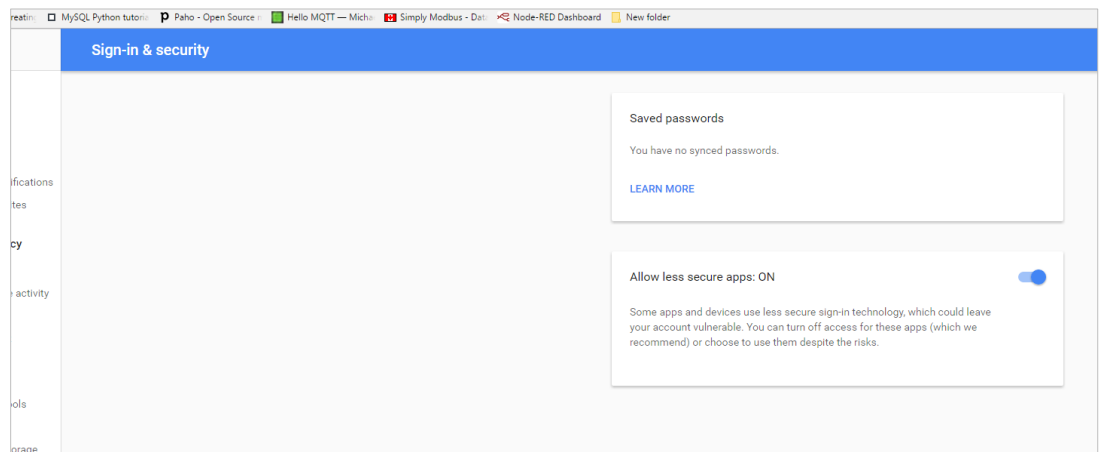 MySQL Python tutoria Paho - Open Source Hello MQTT — Micha Simply Modbus - Dat Node-RED Dashboard New folder
Sign-in & security
Saved passwords
You have no synced passwords.
ifications
LEARN MORE
tes
cy
Allow less secure apps: ON
activity
Some apps and devices use less secure sign-in technology, which could leave
your account vulnerable. You can turn off access for these apps (which we
recommend) or choose to use them despite the risks.
ols
orage